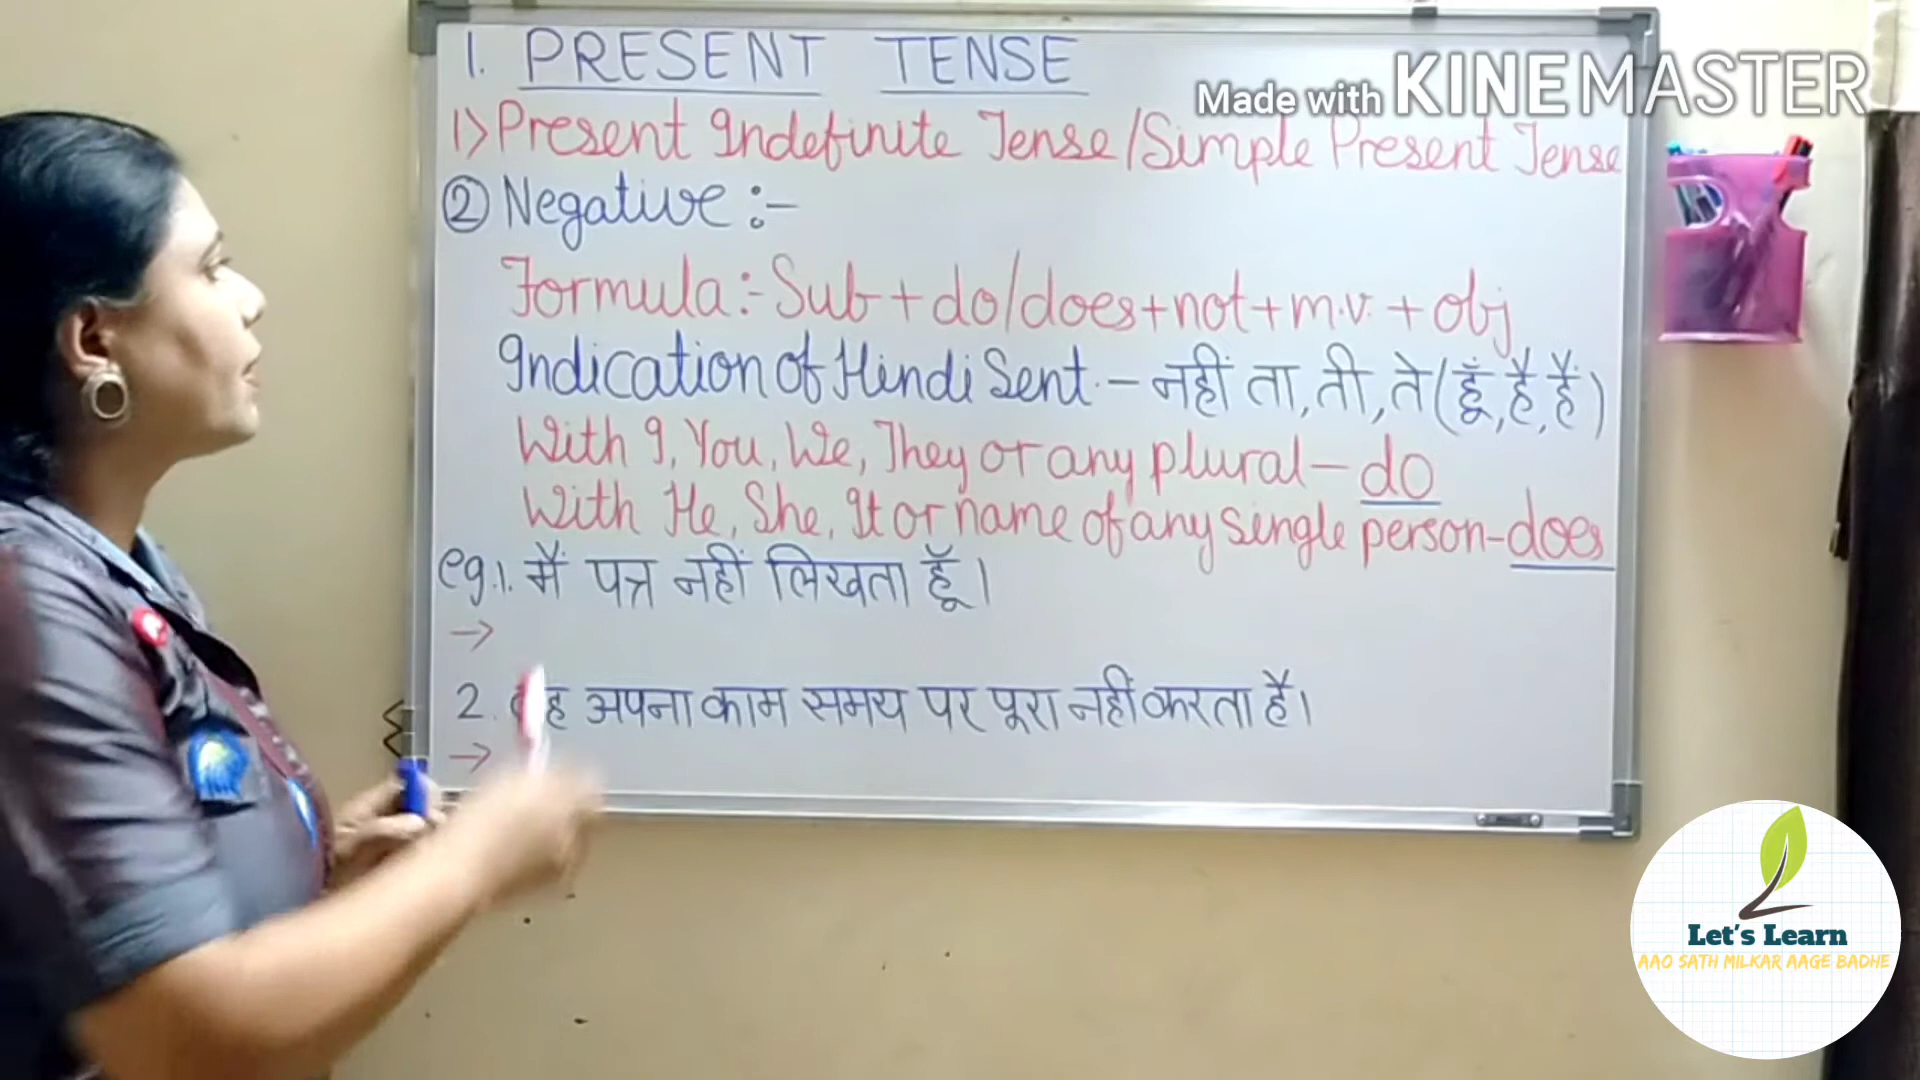 1. PRESENT TENSE
Made with KINEMASTER
1) Present Indefinite Tense/Simple Present Tense
② Negative :-
Formula:- Sub + do/does + not + m.v. + obj
Indication of Hindi Sent. - नहीं ता, ती, ते (हूँ, है, हैं)
With I, You, We, They or any plural - do
With He, She, It or name of any single person - does
eg.1. मैं पत्र नहीं लिखता हूँ।
→
2. अपना काम समय पर पूरा नहीं करता है।
→
Let's Learn
AAO SATH MILKAR AAGE BADHE